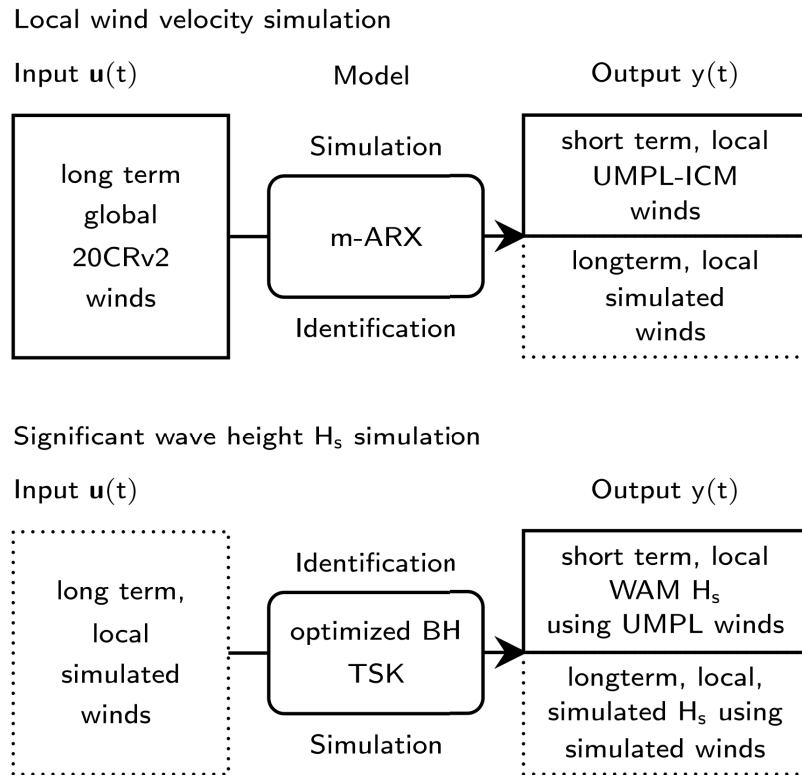 Local wind velocity simulation
Input u(t)
Model
Output y(t)
long term
global
20CRv2
winds
Simulation
m-ARX
Identification
short term, local
UMPL-ICM
winds
longterm, local
simulated
winds
Significant wave height Hₛ simulation
Input u(t)
Output y(t)
long term,
local
simulated
winds
Identification
optimized BH
TSK
Simulation
short term, local
WAM Hₛ
using UMPL winds
longterm, local,
simulated Hₛ using
simulated winds